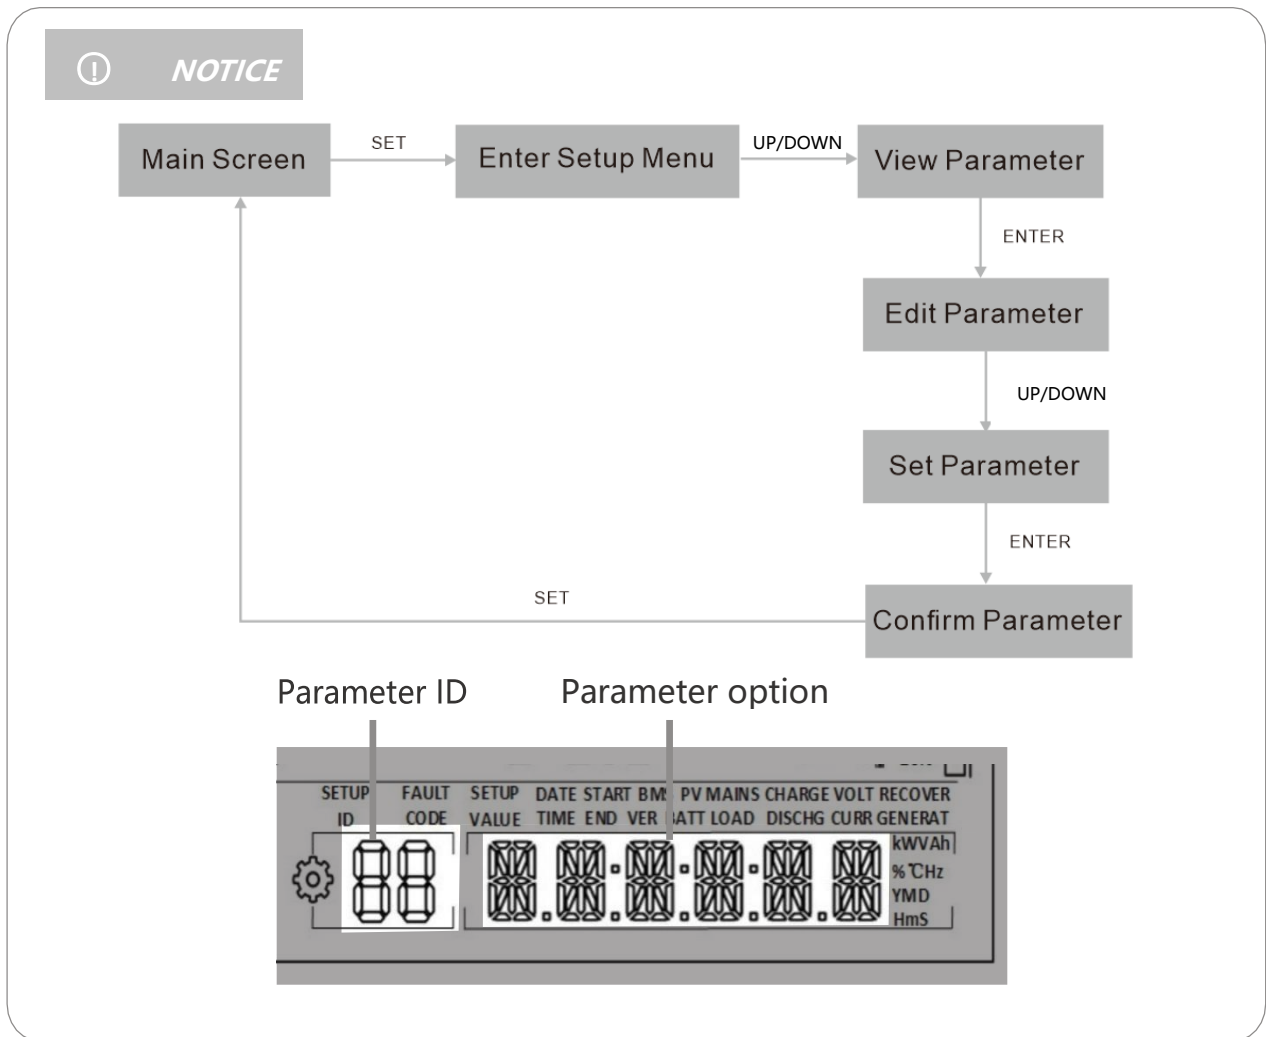 NOTICE
Main Screen
SET
Enter Setup Menu
UP/DOWN
View Parameter
ENTER
Edit Parameter
UP/DOWN
Set Parameter
ENTER
Confirm Parameter
SET
Parameter ID
Parameter option
SETUP FAULT SETUP DATE START BMS PV MAINS CHARGE VOLT RECOVER
ID CODE VALUE TIME END VER BATT LOAD DISCHG CURR GENERAT
kWVAh
% ℃Hz
YMD
HmS